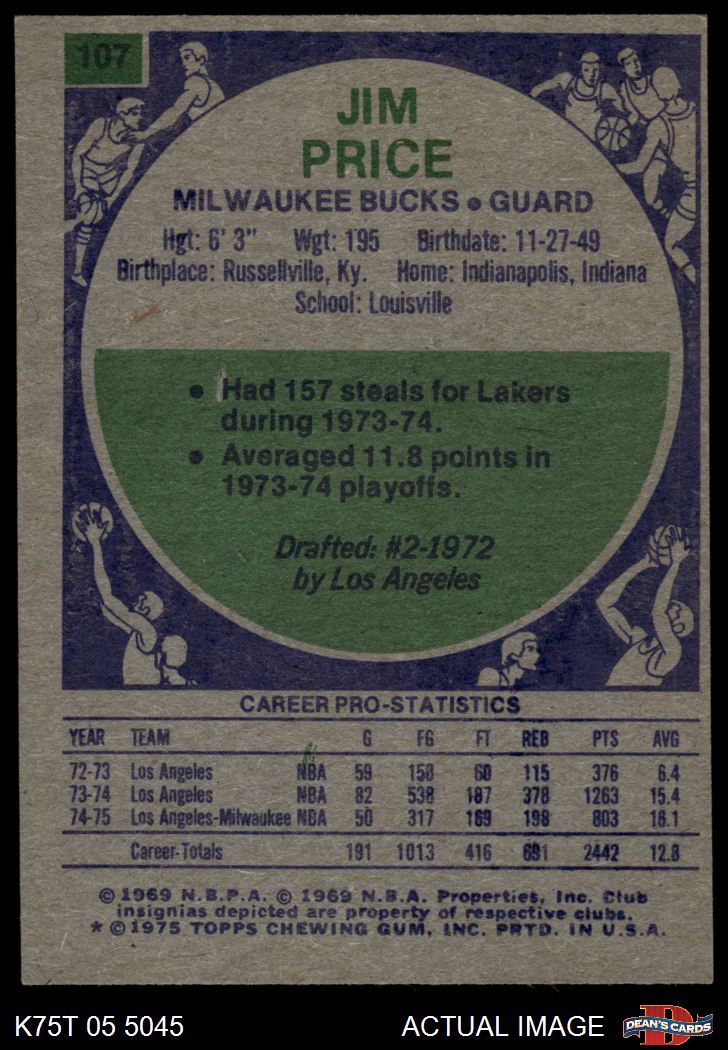 107
JIM
PRICE
MILWAUKEE BUCKS • GUARD
Hgt: 6' 3" Wgt: 195 Birthdate: 11-27-49
Birthplace: Russellville, Ky. Home: Indianapolis, Indiana
School: Louisville
• Had 157 steals for Lakers
during 1973-74.
• Averaged 11.8 points in
1973-74 playoffs.
Drafted: #2-1972
by Los Angeles
CAREER PRO-STATISTICS
YEAR TEAM G FG FT REB PTS AVG
72-73 Los Angeles NBA 59 158 60 115 376 6.4
73-74 Los Angeles NBA 82 538 187 378 1263 15.4
74-75 Los Angeles-Milwaukee NBA 50 317 169 198 803 16.1
Career-Totals 191 1013 416 691 2442 12.8
© 1969 N.B.P.A. © 1969 N.B.A. Properties, Inc. Club
insignias depicted are property of respective clubs.
* © 1975 TOPPS CHEWING GUM, INC. PRTD. IN U.S.A.
K75T 05 5045 ACTUAL IMAGE
D
DEAN'S CARDS